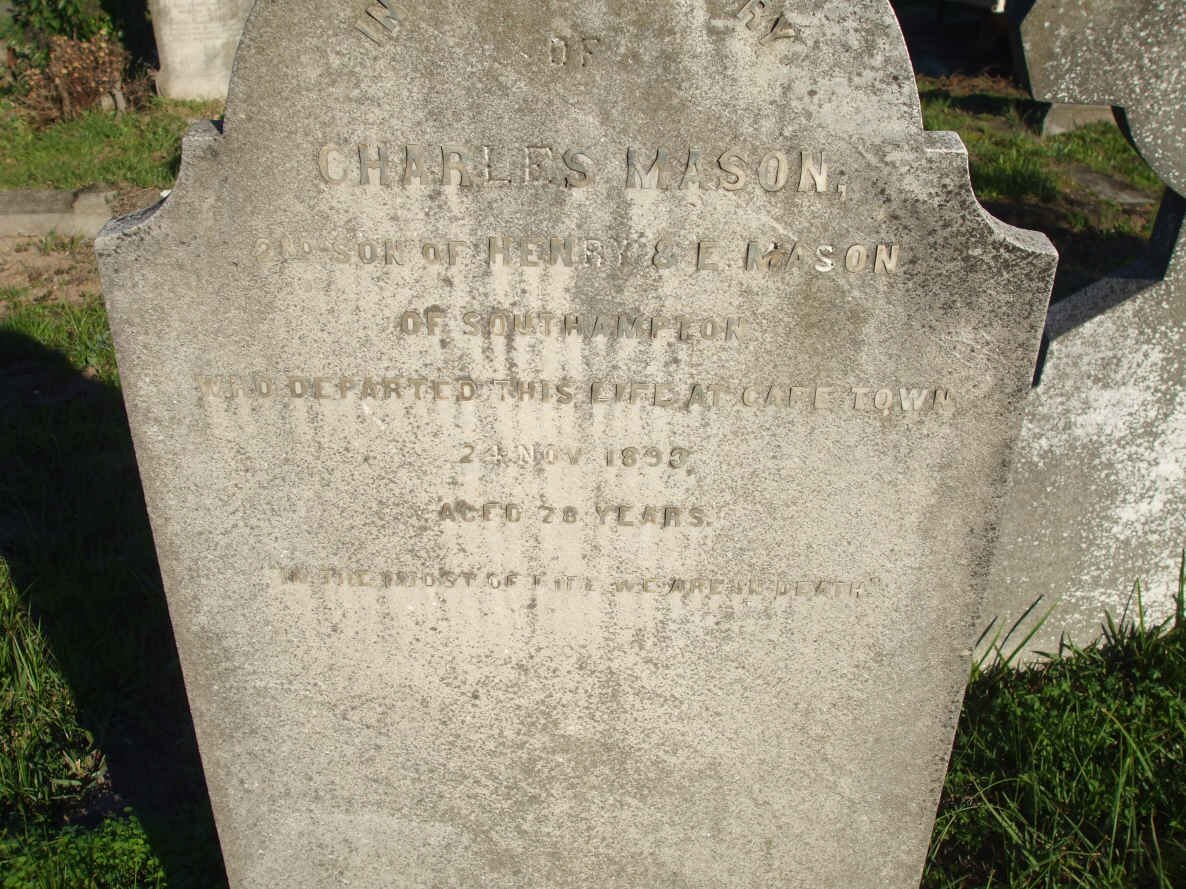 IN
OF
CHARLES MASON,
2ND SON OF HENRY & E. MASON
OF SOUTHAMPTON
WHO DEPARTED THIS LIFE AT CAPE TOWN
24 NOV
AGED 28 YEARS.
"IN THE MIDST OF LIFE WE ARE IN DEATH"